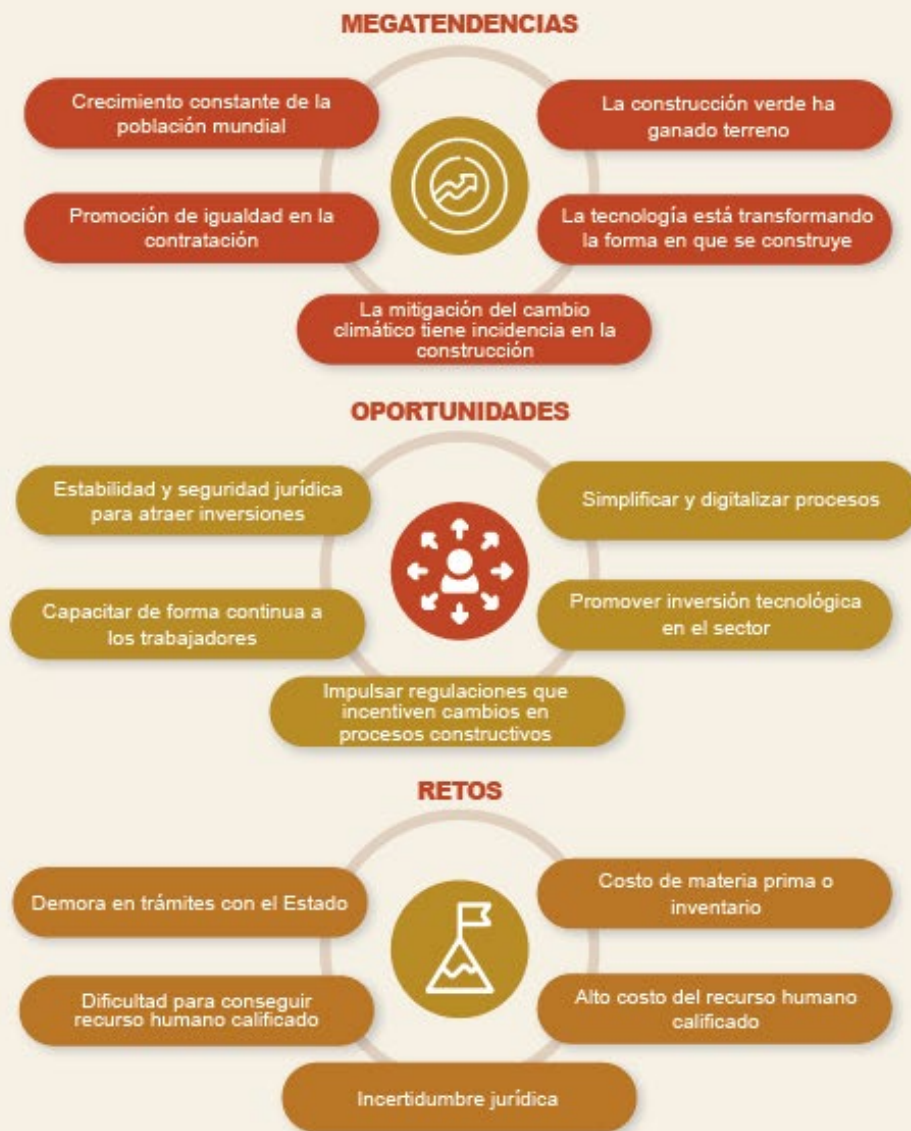 MEGATENDENCIAS
Crecimiento constante de la
población mundial
La construcción verde ha
ganado terreno
Promoción de igualdad en la
contratación
La tecnología está transformando
la forma en que se construye
La mitigación del cambio
climático tiene incidencia en la
construcción
OPORTUNIDADES
Estabilidad y seguridad jurídica
para atraer inversiones
Simplificar y digitalizar procesos
Capacitar de forma continua a
los trabajadores
Promover inversión tecnológica
en el sector
Impulsar regulaciones que
incentiven cambios en
procesos constructivos
RETOS
Demora en trámites con el Estado
Costo de materia prima o
inventario
Dificultad para conseguir
recurso humano calificado
Alto costo del recurso humano
calificado
Incertidumbre jurídica